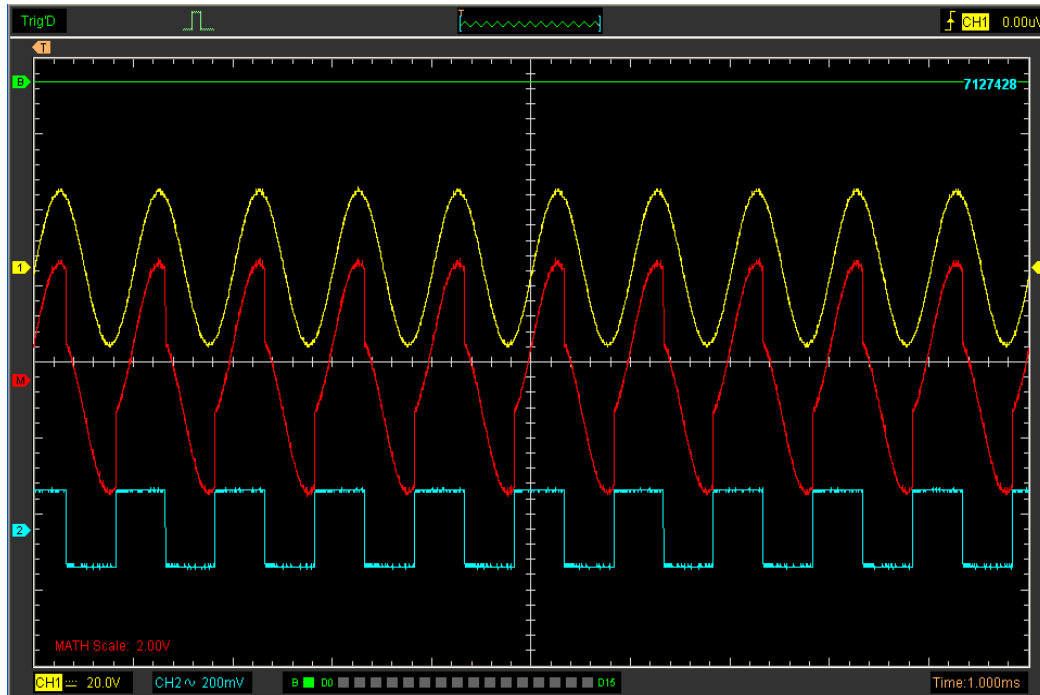 Trig'D
T
CH1 0.00uV
T
B
7127428
1
M
2
MATH Scale: 2.00V
CH1 20.0V
CH2 200mV
B D0 D15
Time:1.000ms